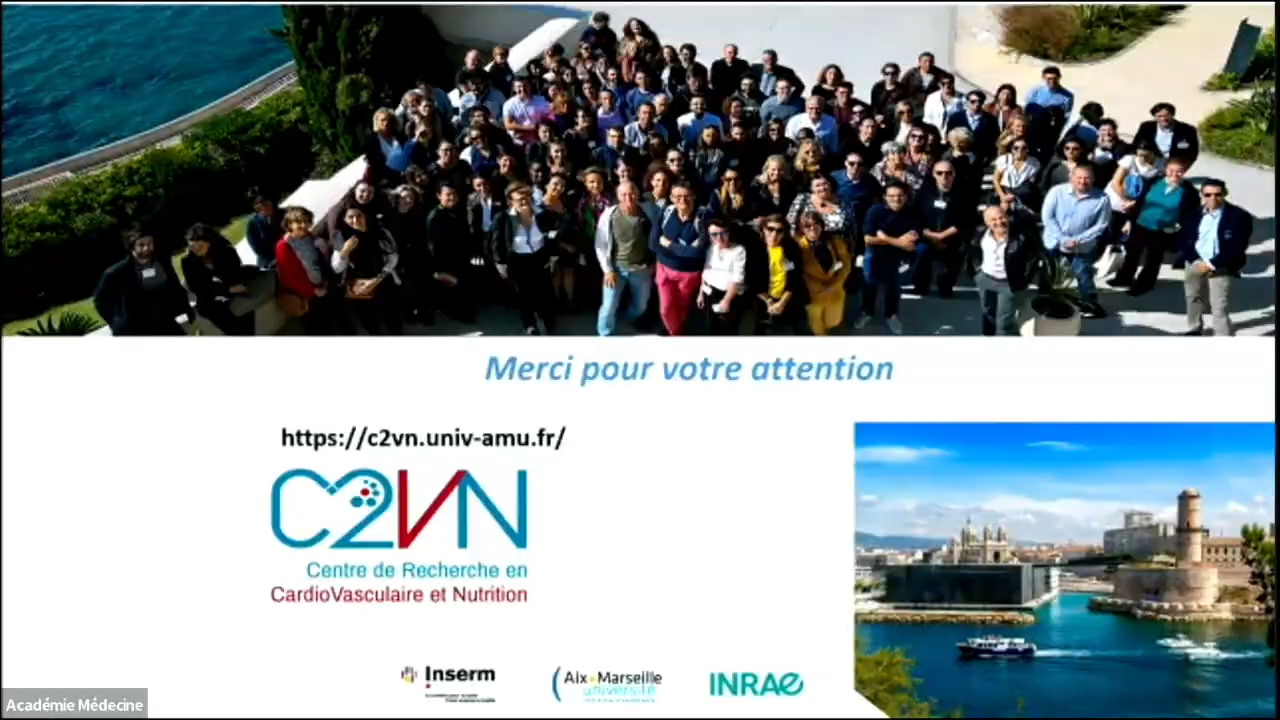 Merci pour votre attention
https://c2vn.univ-amu.fr/
C2VN
Centre de Recherche en
CardioVasculaire et Nutrition
Inserm
Aix*Marseille
université
INRAE
Académie Médecine